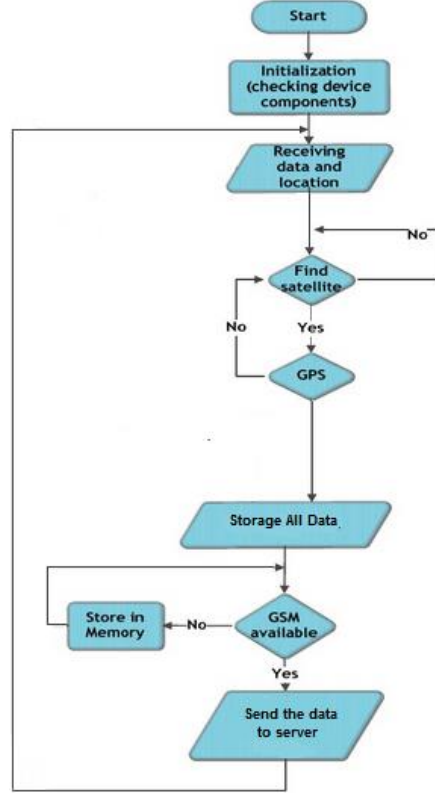 Start
Initialization
(checking device
components)
Receiving
data and
location
No
Find
satellite
No
Yes
GPS
Storage All Data
Store in
Memory
No
GSM
available
Yes
Send the data
to server